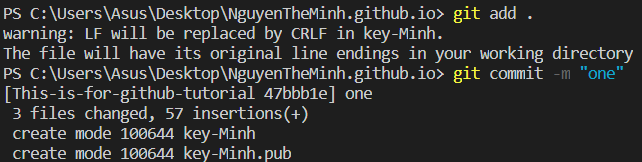 PS C:\Users\Asus\Desktop\NguyenTheMinh.github.io> git add .
warning: LF will be replaced by CRLF in key-Minh.
The file will have its original line endings in your working directory
PS C:\Users\Asus\Desktop\NguyenTheMinh.github.io> git commit -m "one"
[This-is-for-github-tutorial 47bbb1e] one
 3 files changed, 57 insertions(+)
 create mode 100644 key-Minh
 create mode 100644 key-Minh.pub